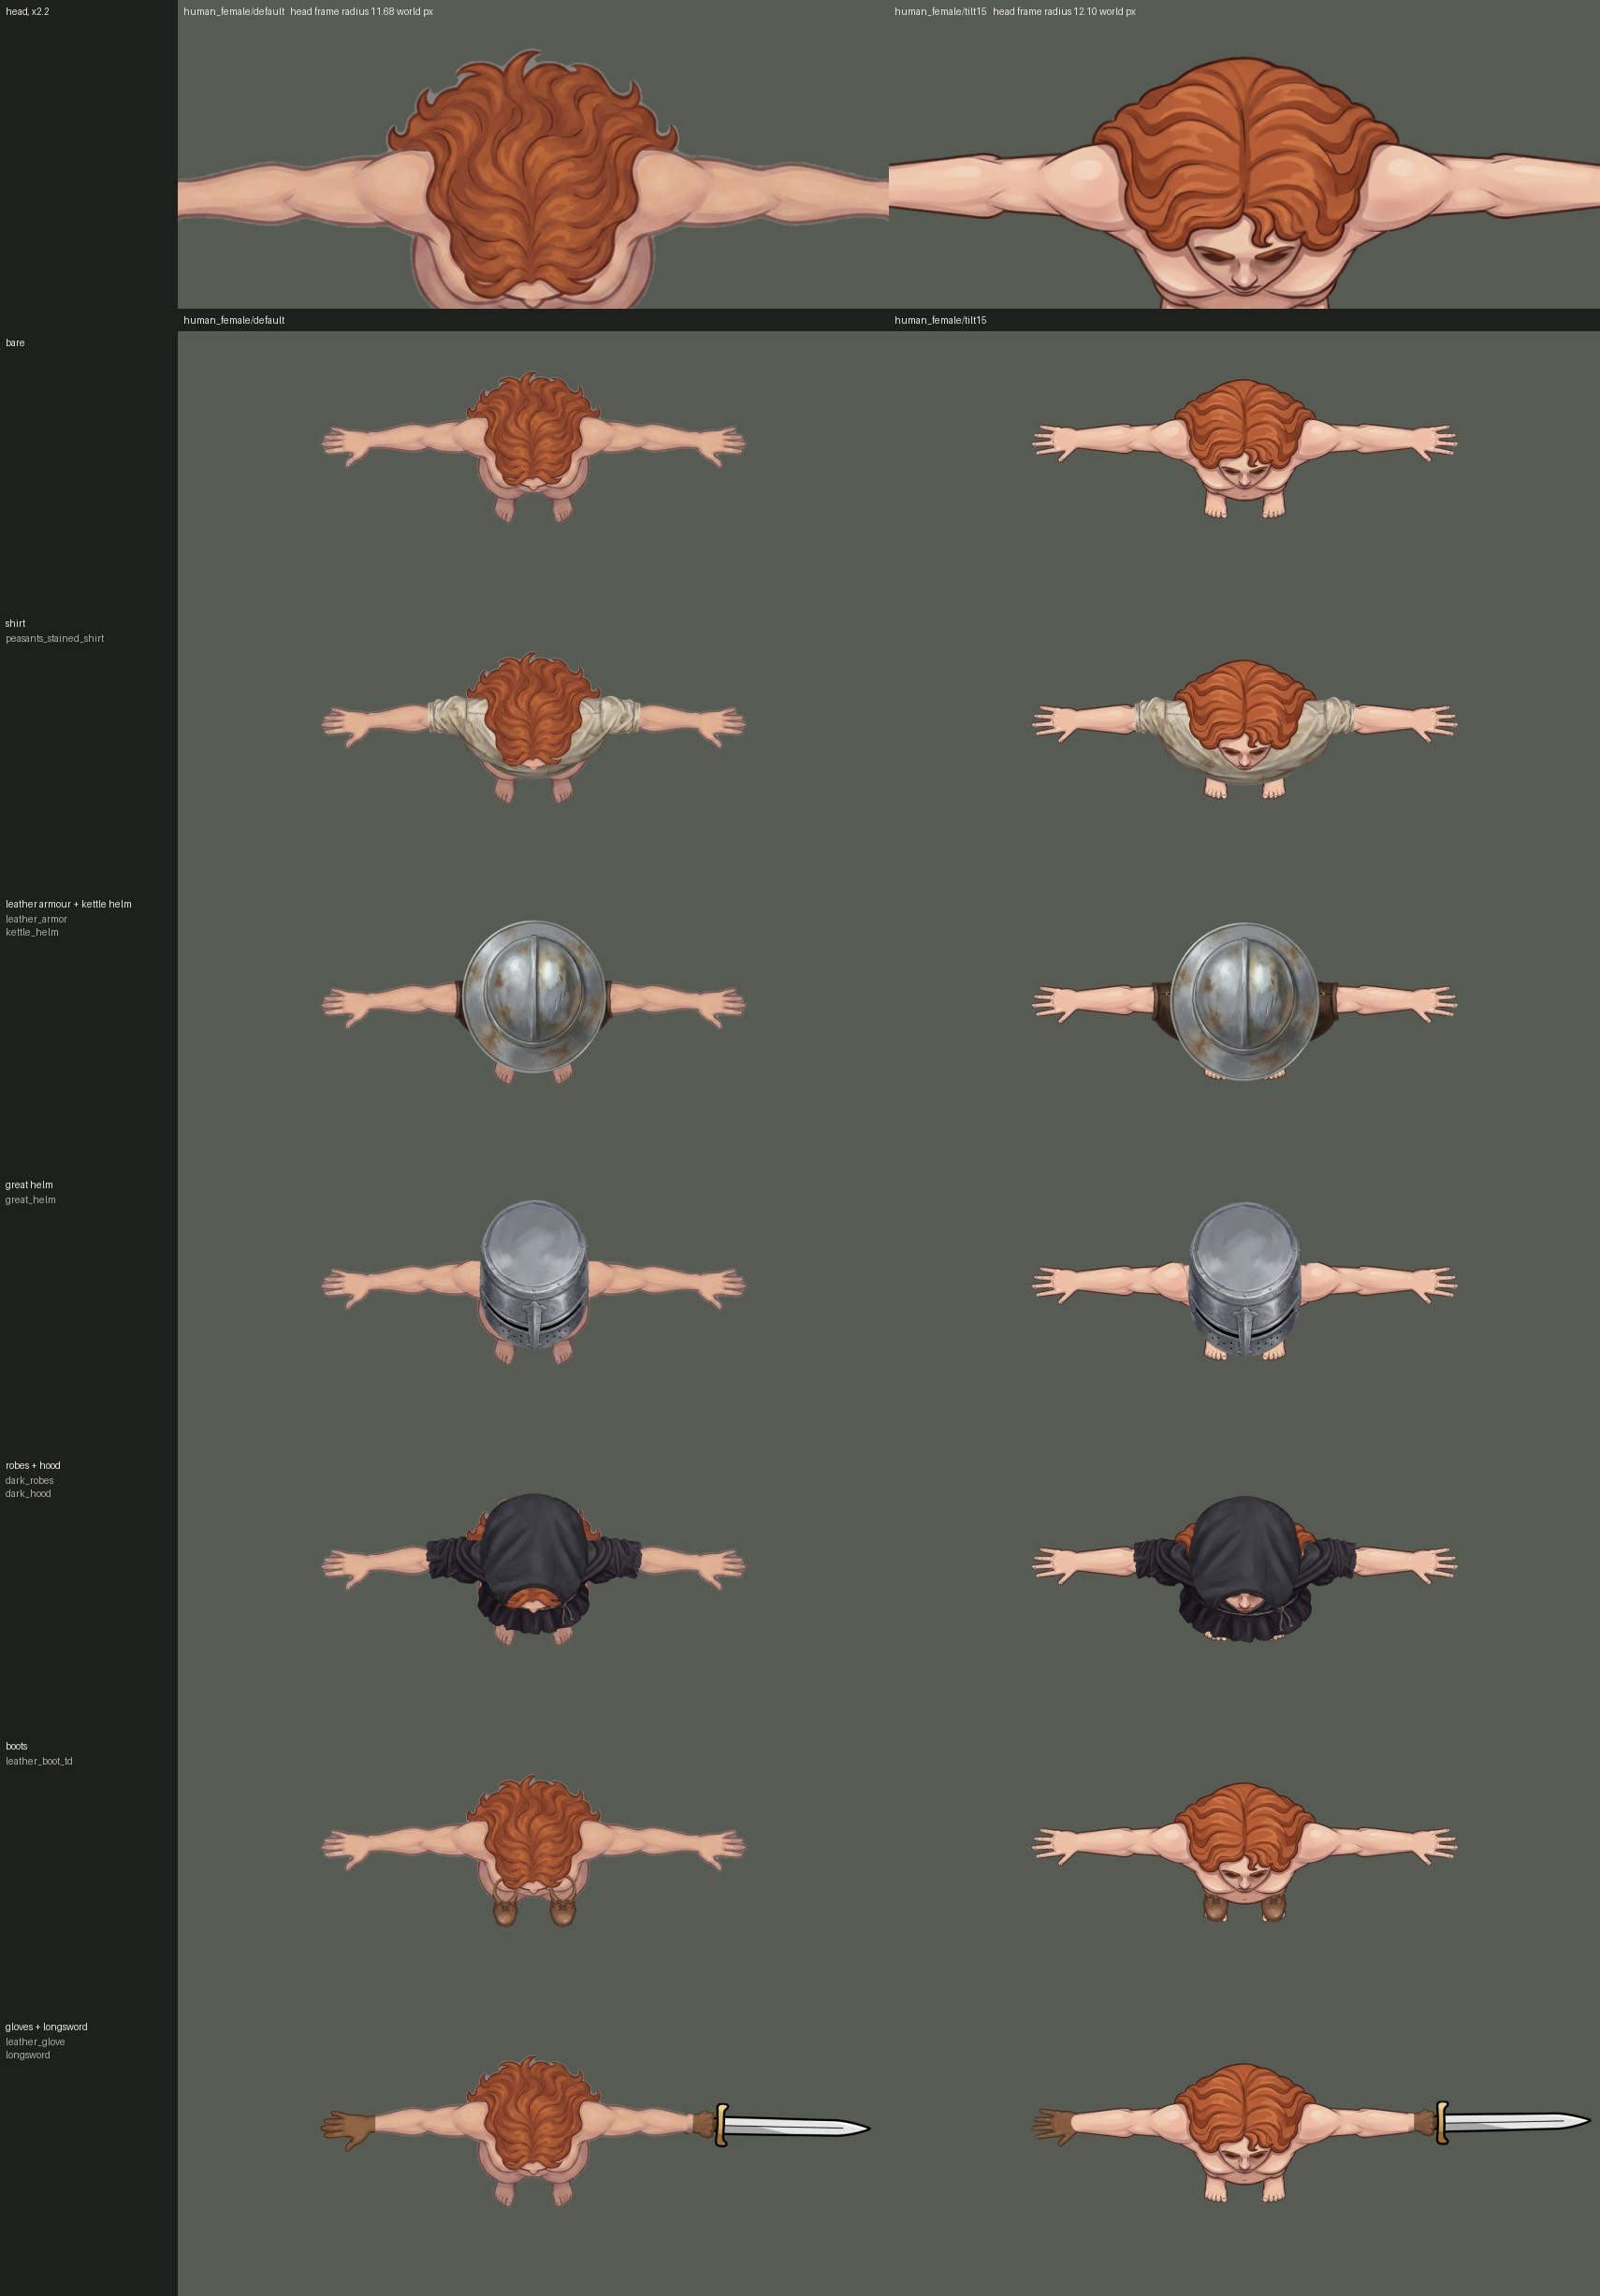 head, x2.2
human_female/default head frame radius 11.68 world px
human_female/tilt15 head frame radius 12.10 world px
human_female/default
human_female/tilt15
bare
shirt
peasants_stained_shirt
leather armour + kettle helm
leather_armor
kettle_helm
great helm
great_helm
robes + hood
dark_robes
dark_hood
boots
leather_boot_td
gloves + longsword
leather_glove
longsword